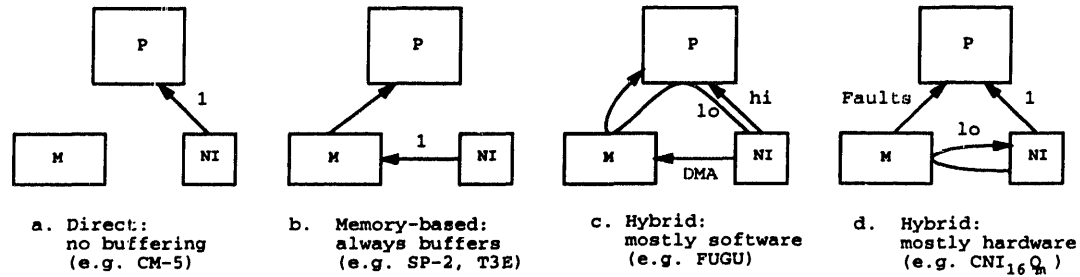 P
1
M
NI
a. Direct:
no buffering
(e.g. CM-5)
P
1
M
NI
b. Memory-based:
always buffers
(e.g. SP-2, T3E)
P
hi
lo
M
NI
DMA
c. Hybrid:
mostly software
(e.g. FUGU)
P
Faults
1
lo
M
NI
d. Hybrid:
mostly hardware
(e.g. CNI16Qm)